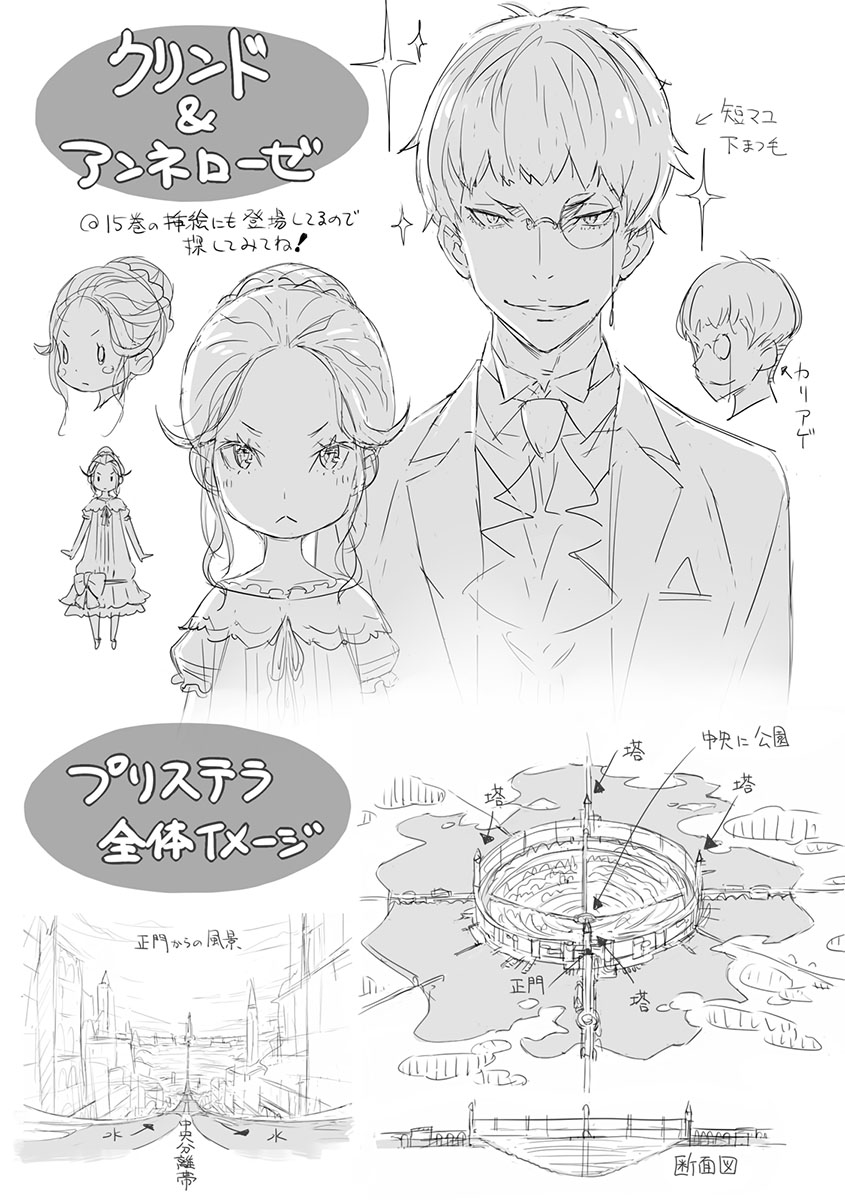 クリンド
&
アンネローゼ
◎15巻の挿絵にも登場してるので
探してみてね!
短マユ
下まつ毛
カリアゲ
プリステラ
全体イメージ
正門からの風景
水
中央分離帯
水
塔
中央に公園
塔
塔
正門
塔
断面図